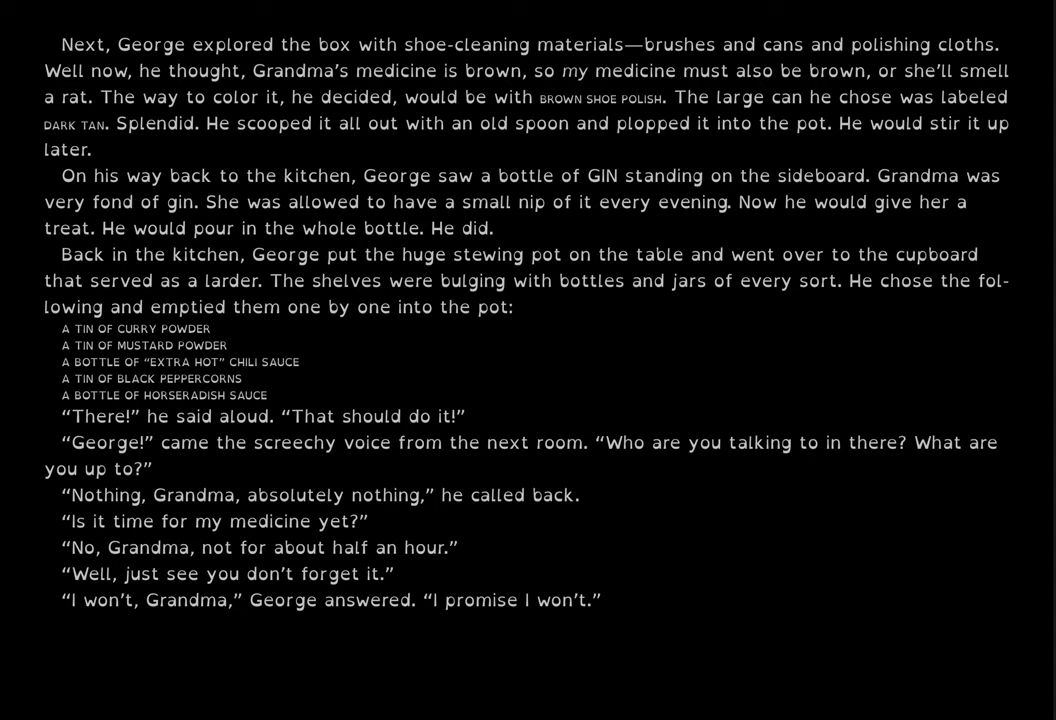 Next, George explored the box with shoe-cleaning materials—brushes and cans and polishing cloths.
Well now, he thought, Grandma’s medicine is brown, so my medicine must also be brown, or she’ll smell
a rat. The way to color it, he decided, would be with BROWN SHOE POLISH. The large can he chose was labeled
DARK TAN. Splendid. He scooped it all out with an old spoon and plopped it into the pot. He would stir it up
later.
On his way back to the kitchen, George saw a bottle of GIN standing on the sideboard. Grandma was
very fond of gin. She was allowed to have a small nip of it every evening. Now he would give her a
treat. He would pour in the whole bottle. He did.
Back in the kitchen, George put the huge stewing pot on the table and went over to the cupboard
that served as a larder. The shelves were bulging with bottles and jars of every sort. He chose the fol-
lowing and emptied them one by one into the pot:
A TIN OF CURRY POWDER
A TIN OF MUSTARD POWDER
A BOTTLE OF “EXTRA HOT” CHILI SAUCE
A TIN OF BLACK PEPPERCORNS
A BOTTLE OF HORSERADISH SAUCE
“There!” he said aloud. “That should do it!”
“George!” came the screechy voice from the next room. “Who are you talking to in there? What are
you up to?”
“Nothing, Grandma, absolutely nothing,” he called back.
“Is it time for my medicine yet?”
“No, Grandma, not for about half an hour.”
“Well, just see you don’t forget it.”
“I won’t, Grandma,” George answered. “I promise I won’t.”